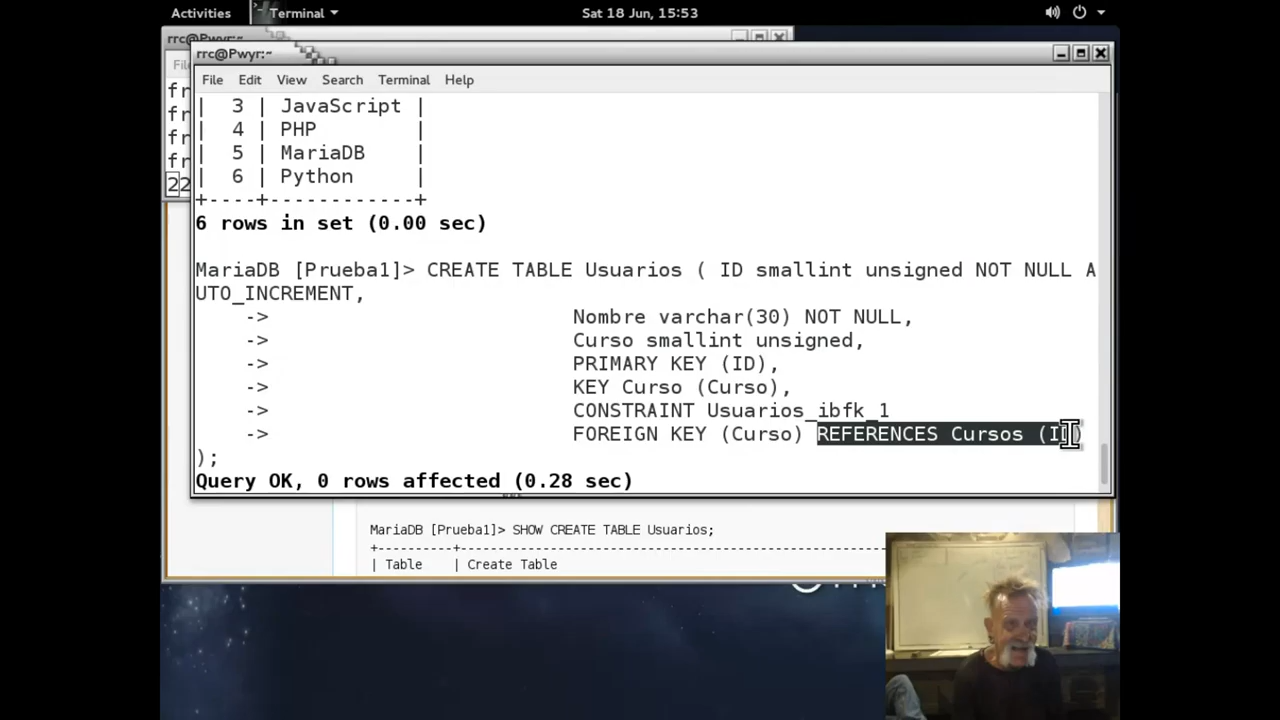 Activities Terminal Sat 18 Jun, 15:53
rrc@Pwyr:~
rrc@Pwyr:~
File Edit View Search Terminal Help
| 3 | JavaScript |
| 4 | PHP |
| 5 | MariaDB |
| 6 | Python |
+----+------------+
6 rows in set (0.00 sec)
MariaDB [Prueba1]> CREATE TABLE Usuarios ( ID smallint unsigned NOT NULL A
UTO_INCREMENT,
-> Nombre varchar(30) NOT NULL,
-> Curso smallint unsigned,
-> PRIMARY KEY (ID),
-> KEY Curso (Curso),
-> CONSTRAINT Usuarios_ibfk_1
-> FOREIGN KEY (Curso) REFERENCES Cursos (ID)
);
Query OK, 0 rows affected (0.28 sec)
MariaDB [Prueba1]> SHOW CREATE TABLE Usuarios;
| Table | Create Table